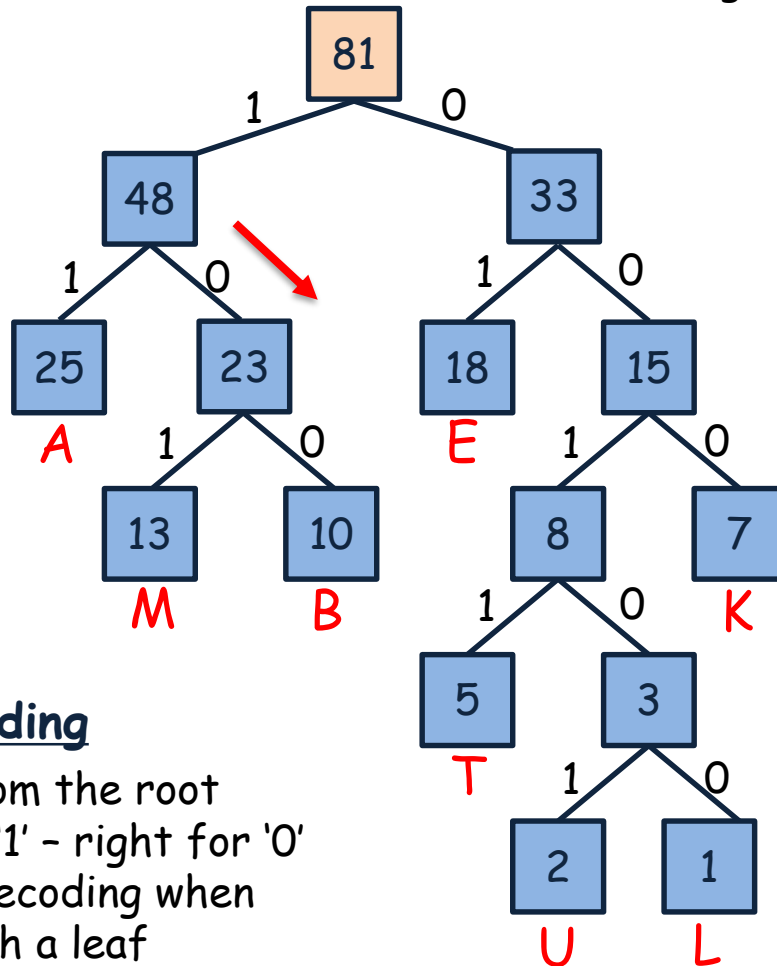 81
1 0
48 33
1 0 1 0
25 23 18 15
A 1 0 E 1 0
13 10 8 7
M B 1 0 K
5 3
T 1 0
2 1
U L
ding
om the root
1’ – right for ‘0’
ecoding when
h a leaf